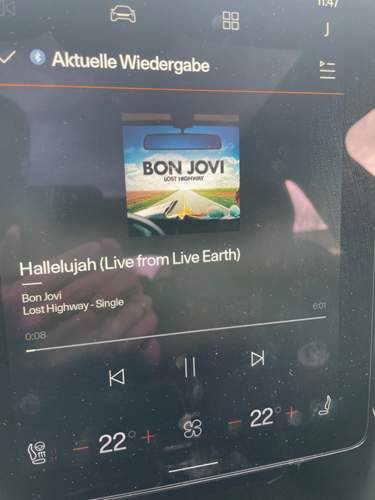 11:47
Aktuelle Wiedergabe
BON JOVI
LOST HIGHWAY
Hallelujah (Live from Live Earth)
Bon Jovi
Lost Highway - Single
0:08
6:01
22°
22°